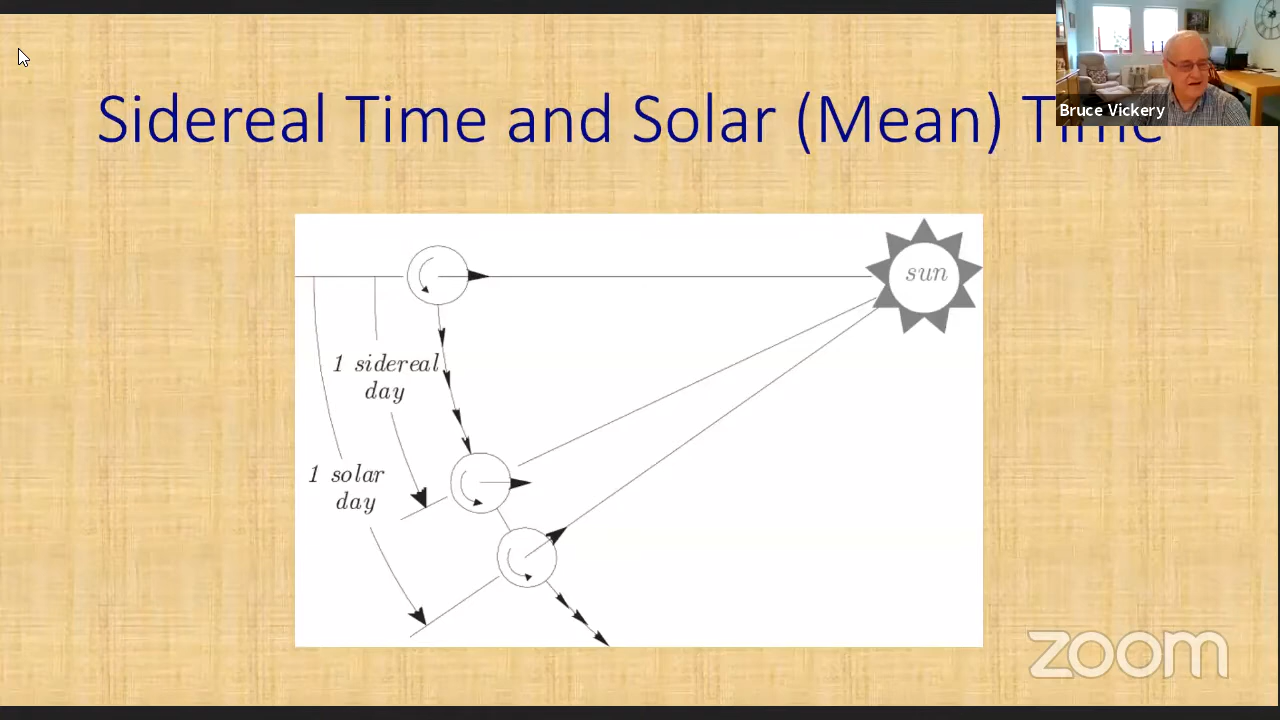 Sidereal Time and Solar (Mean) Time
Bruce Vickery
sun
1 sidereal
day
1 solar
day
zoom